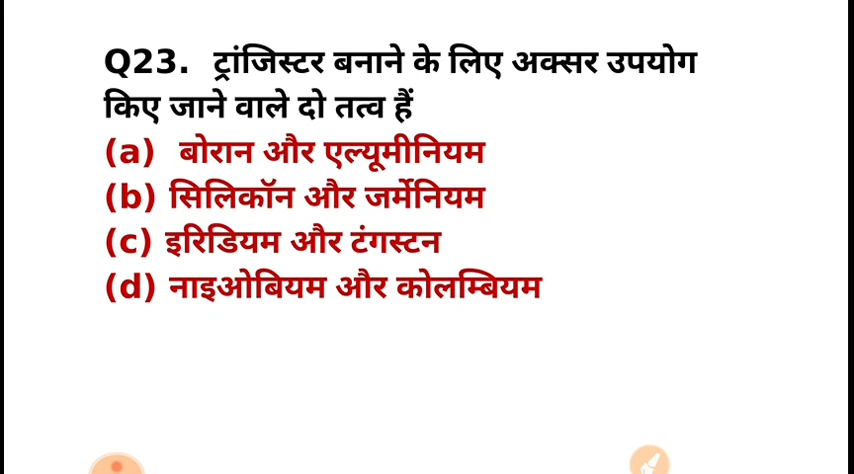 Q23. ट्रांजिस्टर बनाने के लिए अक्सर उपयोग
किए जाने वाले दो तत्व हैं
(a) बोरान और एल्यूमीनियम
(b) सिलिकॉन और जर्मेनियम
(c) इरिडियम और टंगस्टन
(d) नाइओबियम और कोलम्बियम